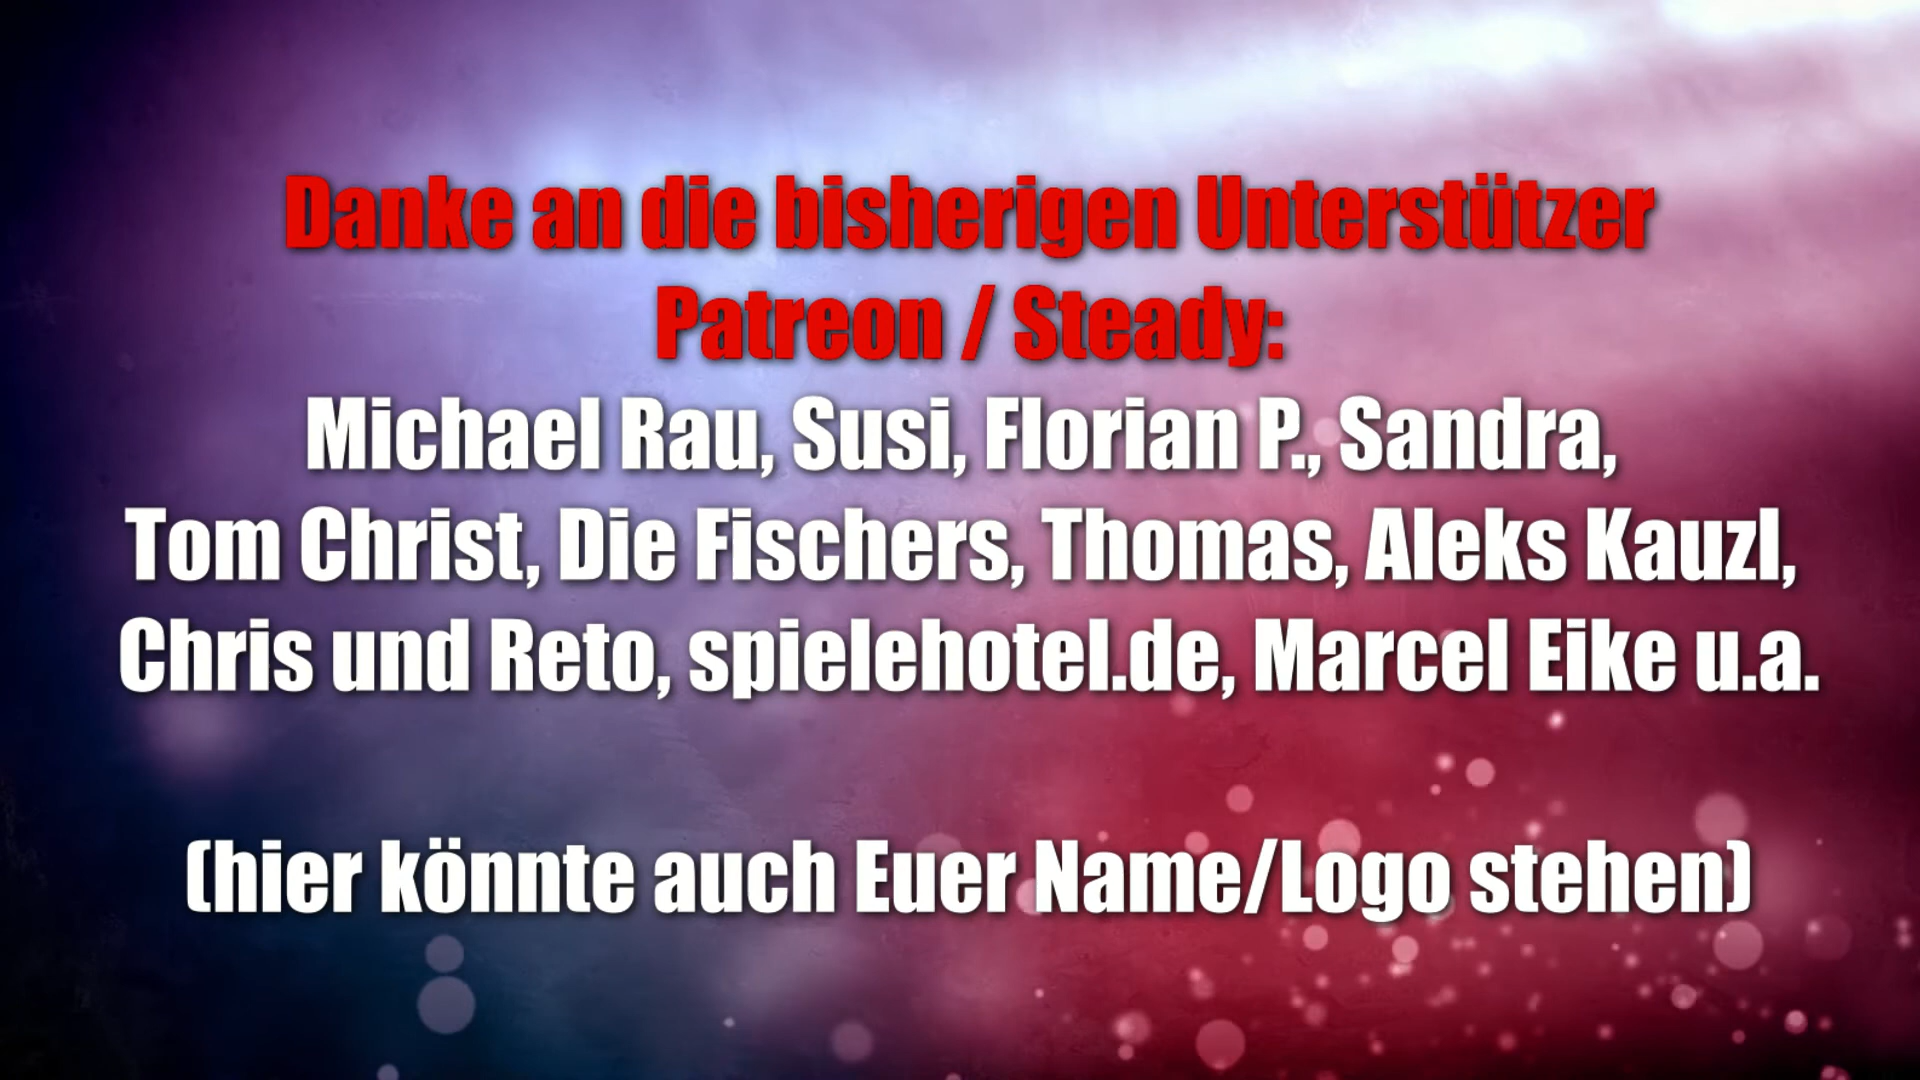 Danke an die bisherigen Unterstützer
Patreon / Steady:
Michael Rau, Susi, Florian P., Sandra,
Tom Christ, Die Fischers, Thomas, Aleks Kauzl,
Chris und Reto, spielehotel.de, Marcel Eike u.a.
(hier könnte auch Euer Name/Logo stehen)